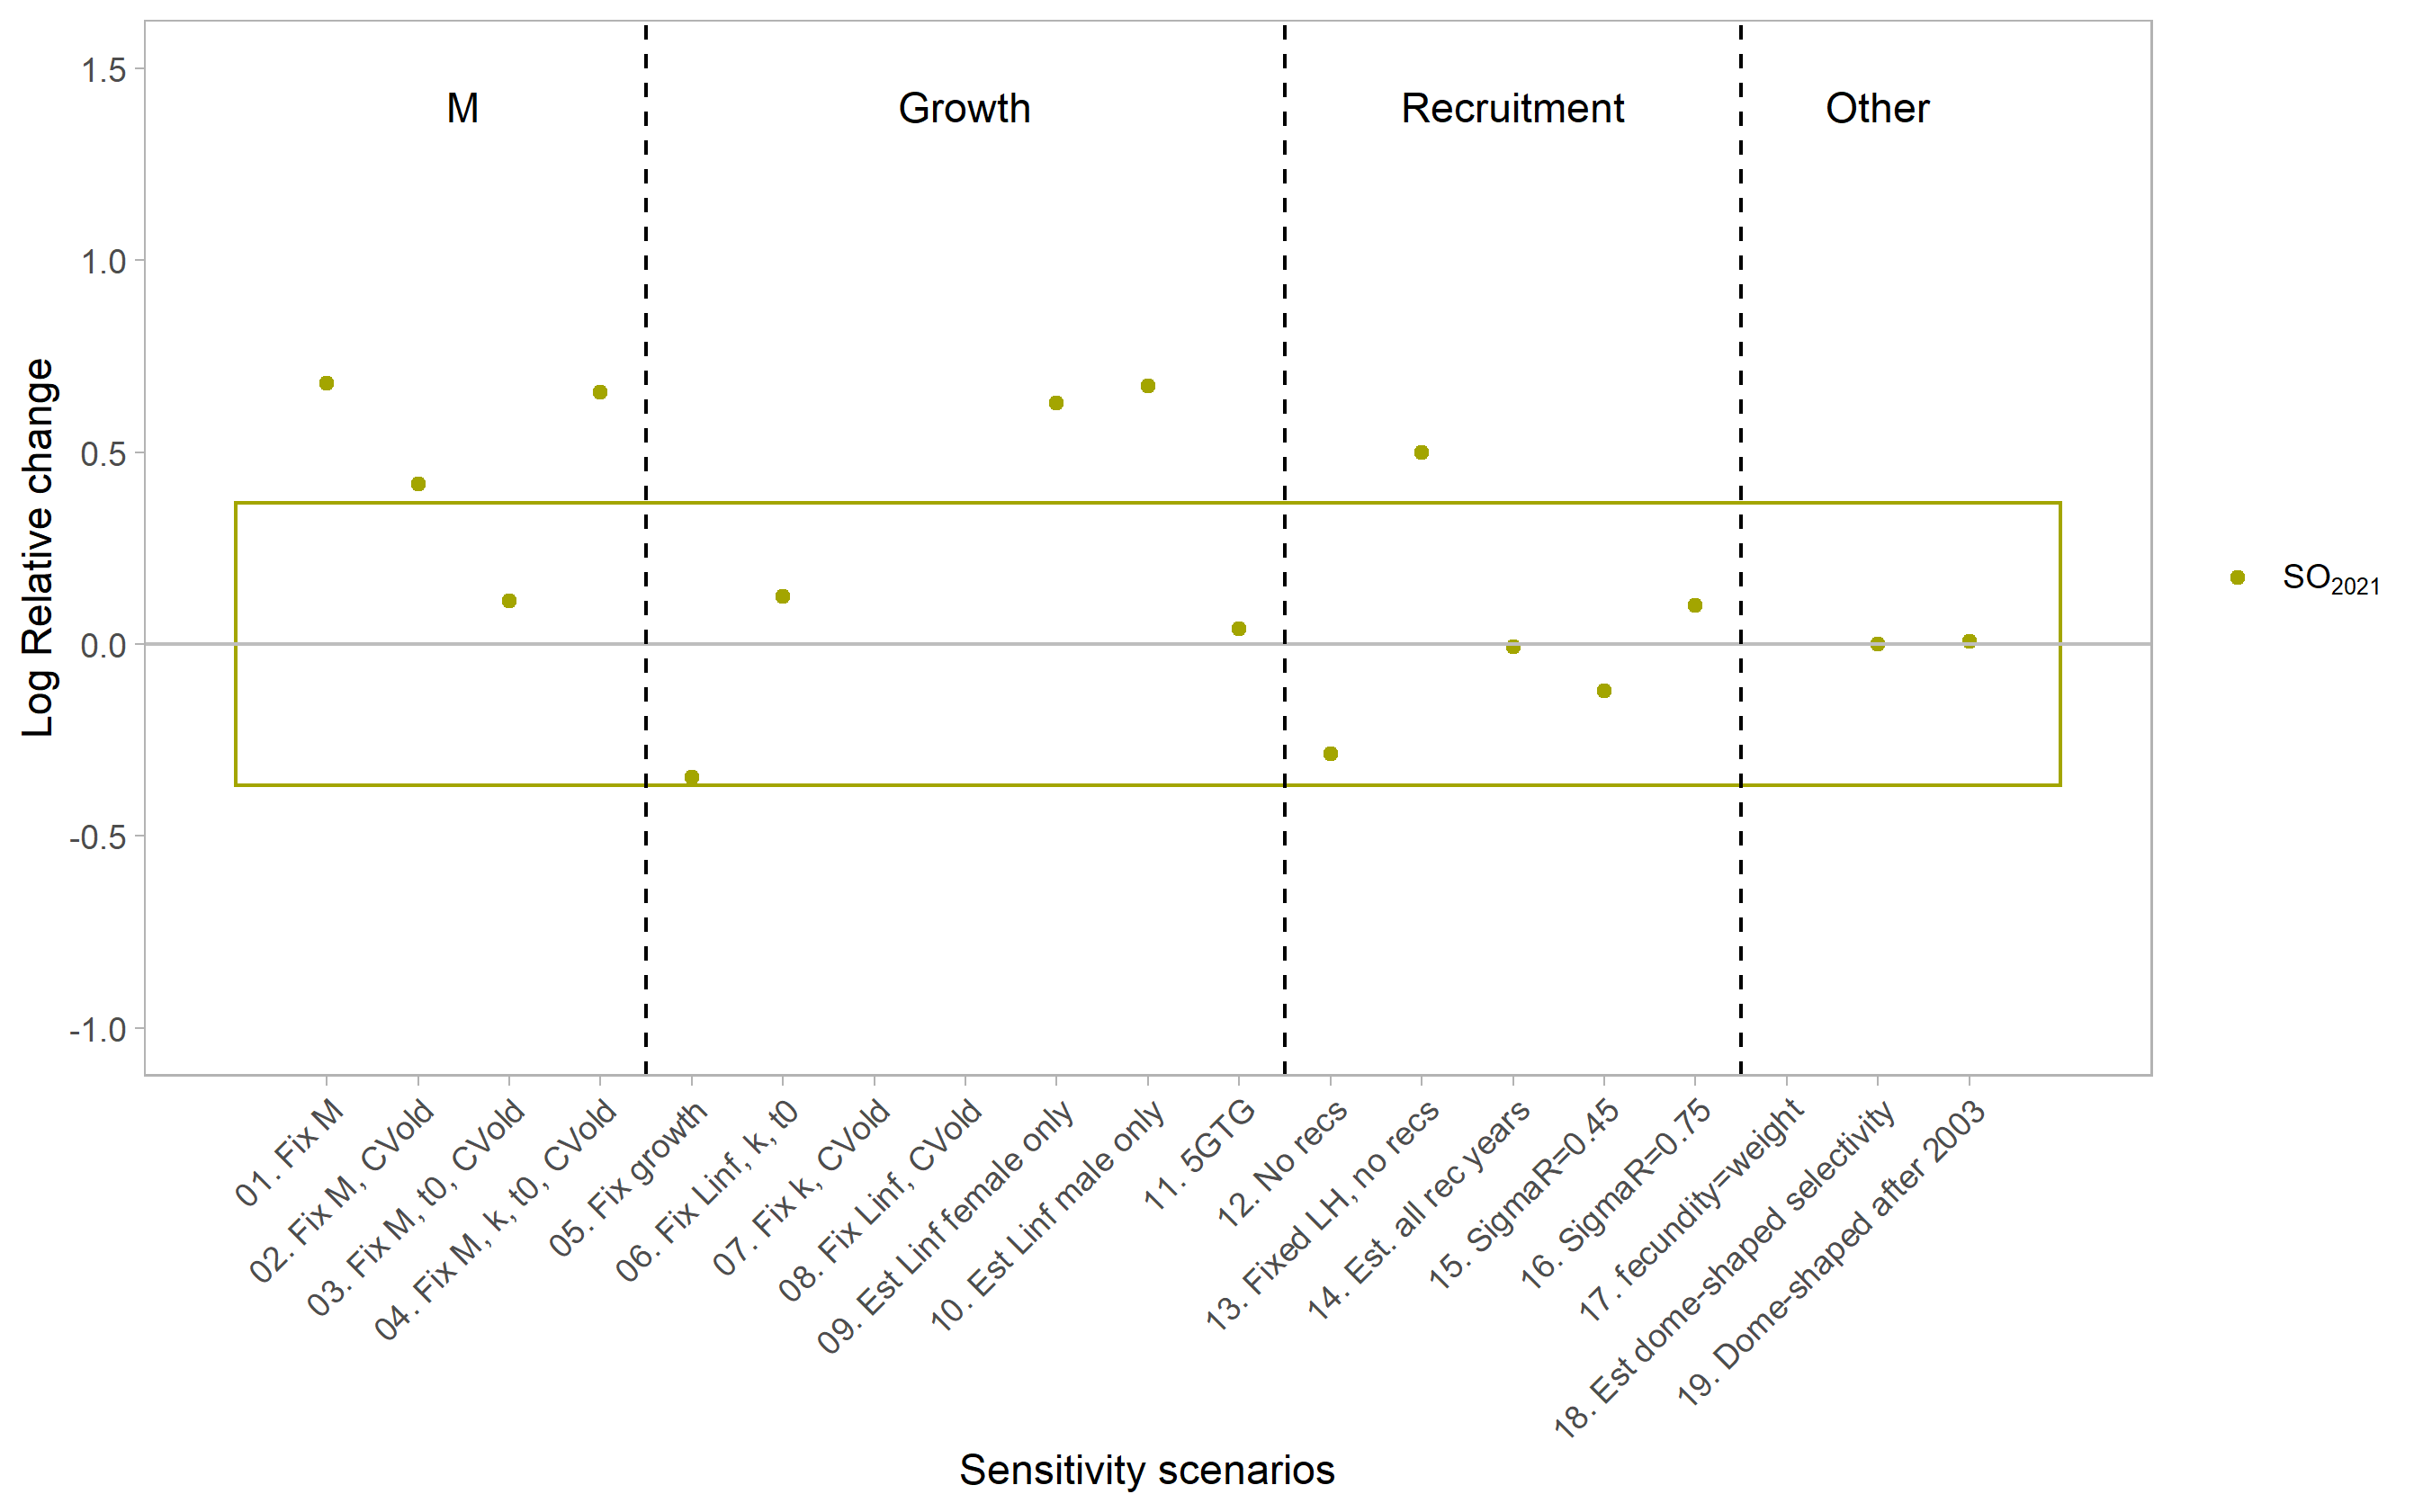 M
Growth
Recruitment
Other
1.5
1.0
0.5
0.0
-0.5
-1.0
Log Relative change
SO2021
01. Fix M
02. Fix M, CVold
03. Fix M, t0, CVold
04. Fix M, k, t0, CVold
05. Fix growth
06. Fix Linf, k, t0
07. Fix k, CVold
08. Fix Linf, CVold
09. Est Linf female only
10. Est Linf male only
11. 5GTG
12. No recs
13. Fixed LH, no recs
14. Est. all rec years
15. SigmaR=0.45
16. SigmaR=0.75
17. fecundity=weight
18. Est dome-shaped selectivity
19. Dome-shaped after 2003
Sensitivity scenarios